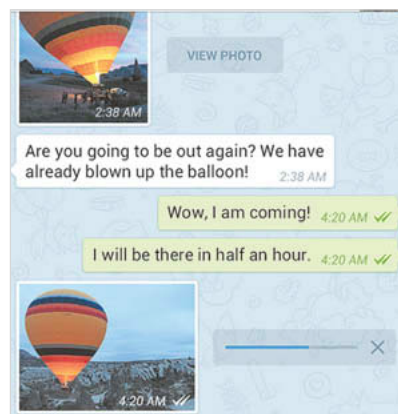 2:38 AM
VIEW PHOTO
Are you going to be out again? We have
already blown up the balloon!
2:38 AM
Wow, I am coming! 4:20 AM
I will be there in half an hour. 4:20 AM
4:20 AM